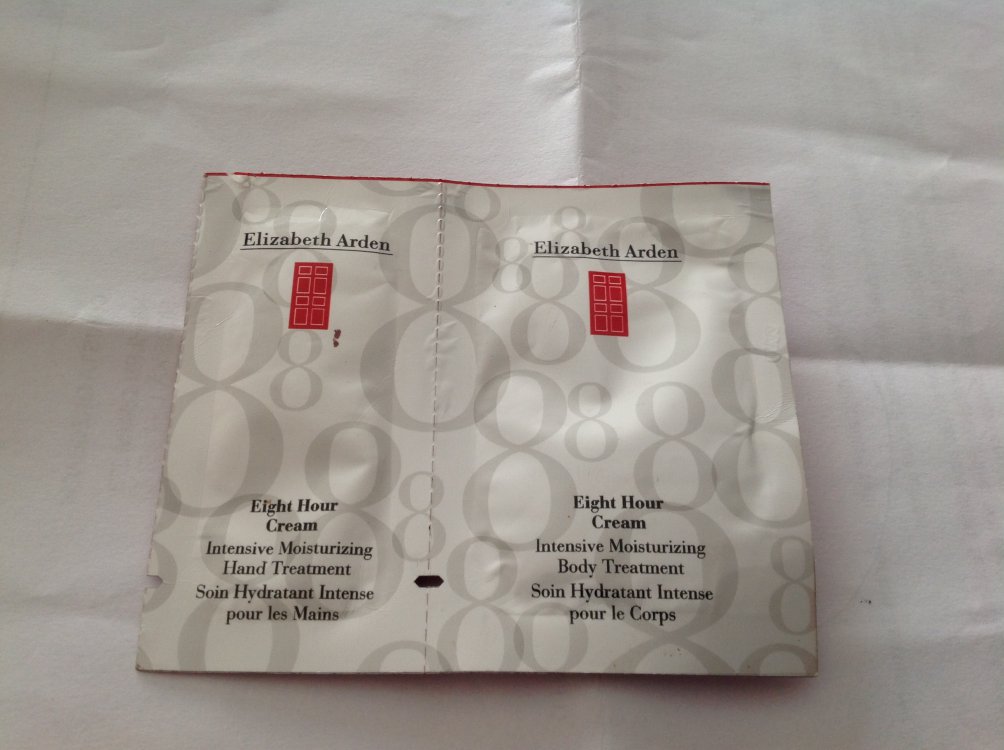 Elizabeth Arden
Eight Hour
Cream
Intensive Moisturizing
Hand Treatment
Soin Hydratant Intense
pour les Mains
Elizabeth Arden
Eight Hour
Cream
Intensive Moisturizing
Body Treatment
Soin Hydratant Intense
pour le Corps